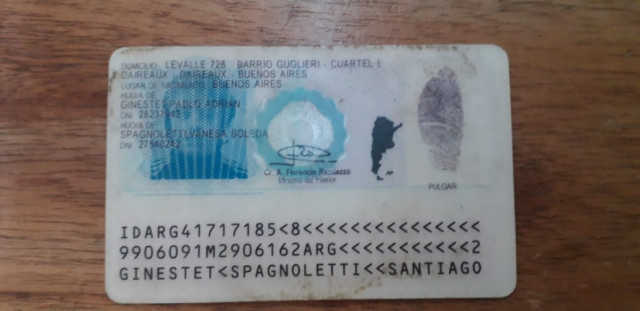 DOMICILIO: LEVALLE 728 BARRIO GUGLIERI - CUARTEL I
DAIREAUX - DAIREAUX - BUENOS AIRES
LUGAR DE NACIMIENTO: BUENOS AIRES
HIJO/A DE:
GINESTET PABLO ADRIAN
DNI:
HIJO/A DE:
SPAGNOLETTI VANESA SOLEDA
DNI: 27540242
Cr. A. Florencio Randazzo
Ministro del Interior
PULGAR
IDARG41717185<8<<<<<<<<<<<<<<<
9906091M2906162ARG<<<<<<<<<<<2
GINESTET<SPAGNOLETTI<<SANTIAGO